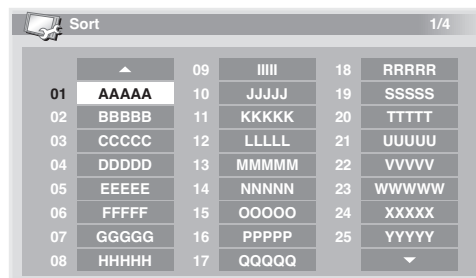 Sort 1/4
01 AAAAA
02 BBBBB
03 CCCCC
04 DDDDD
05 EEEEE
06 FFFFF
07 GGGGG
08 HHHHH
09 IIIII
10 JJJJJ
11 KKKKK
12 LLLLL
13 MMMMM
14 NNNNN
15 OOOOO
16 PPPPP
17 QQQQQ
18 RRRRR
19 SSSSS
20 TTTTT
21 UUUUU
22 VVVVV
23 WWWWW
24 XXXXX
25 YYYYY